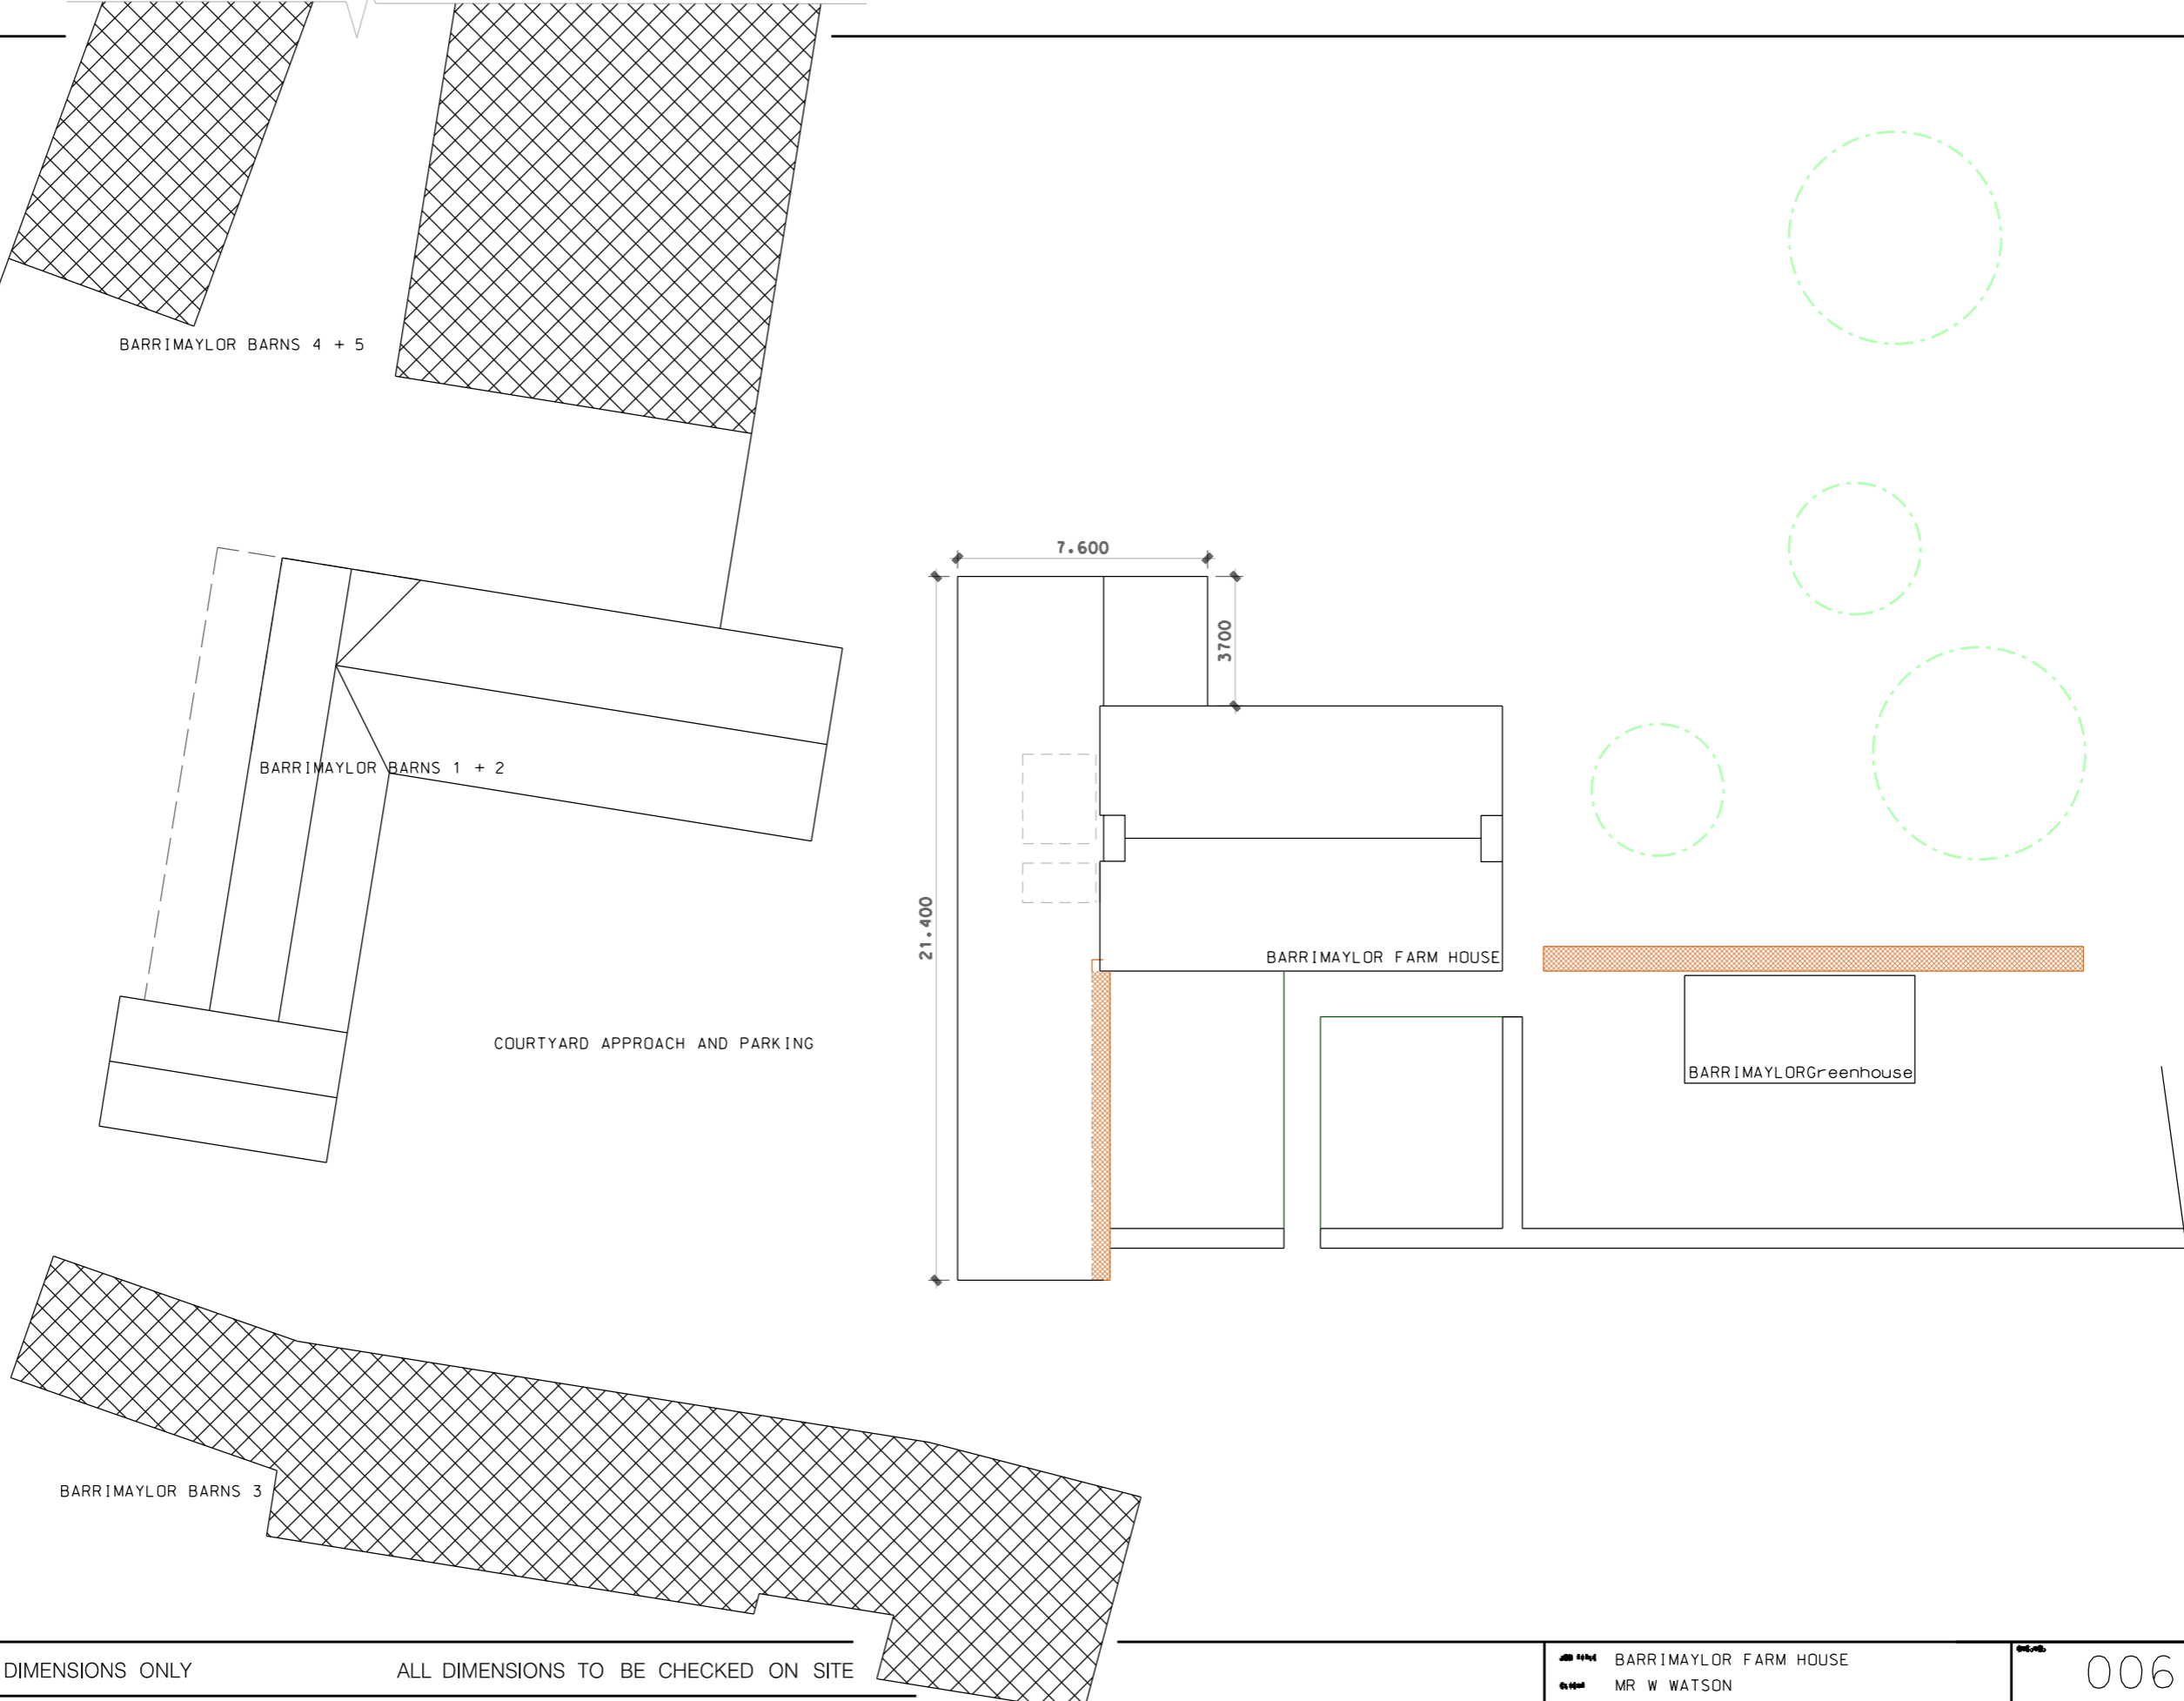 BARRIMAYLOR BARNS 4 + 5
7.600
3700
BARRIMAYLOR BARNS 1 + 2
21.400
BARRIMAYLOR FARM HOUSE
COURTYARD APPROACH AND PARKING
BARRIMAYLORGreenhouse
BARRIMAYLOR BARNS 3
DIMENSIONS ONLY
ALL DIMENSIONS TO BE CHECKED ON SITE
BARRIMAYLOR FARM HOUSE
MR W WATSON
006